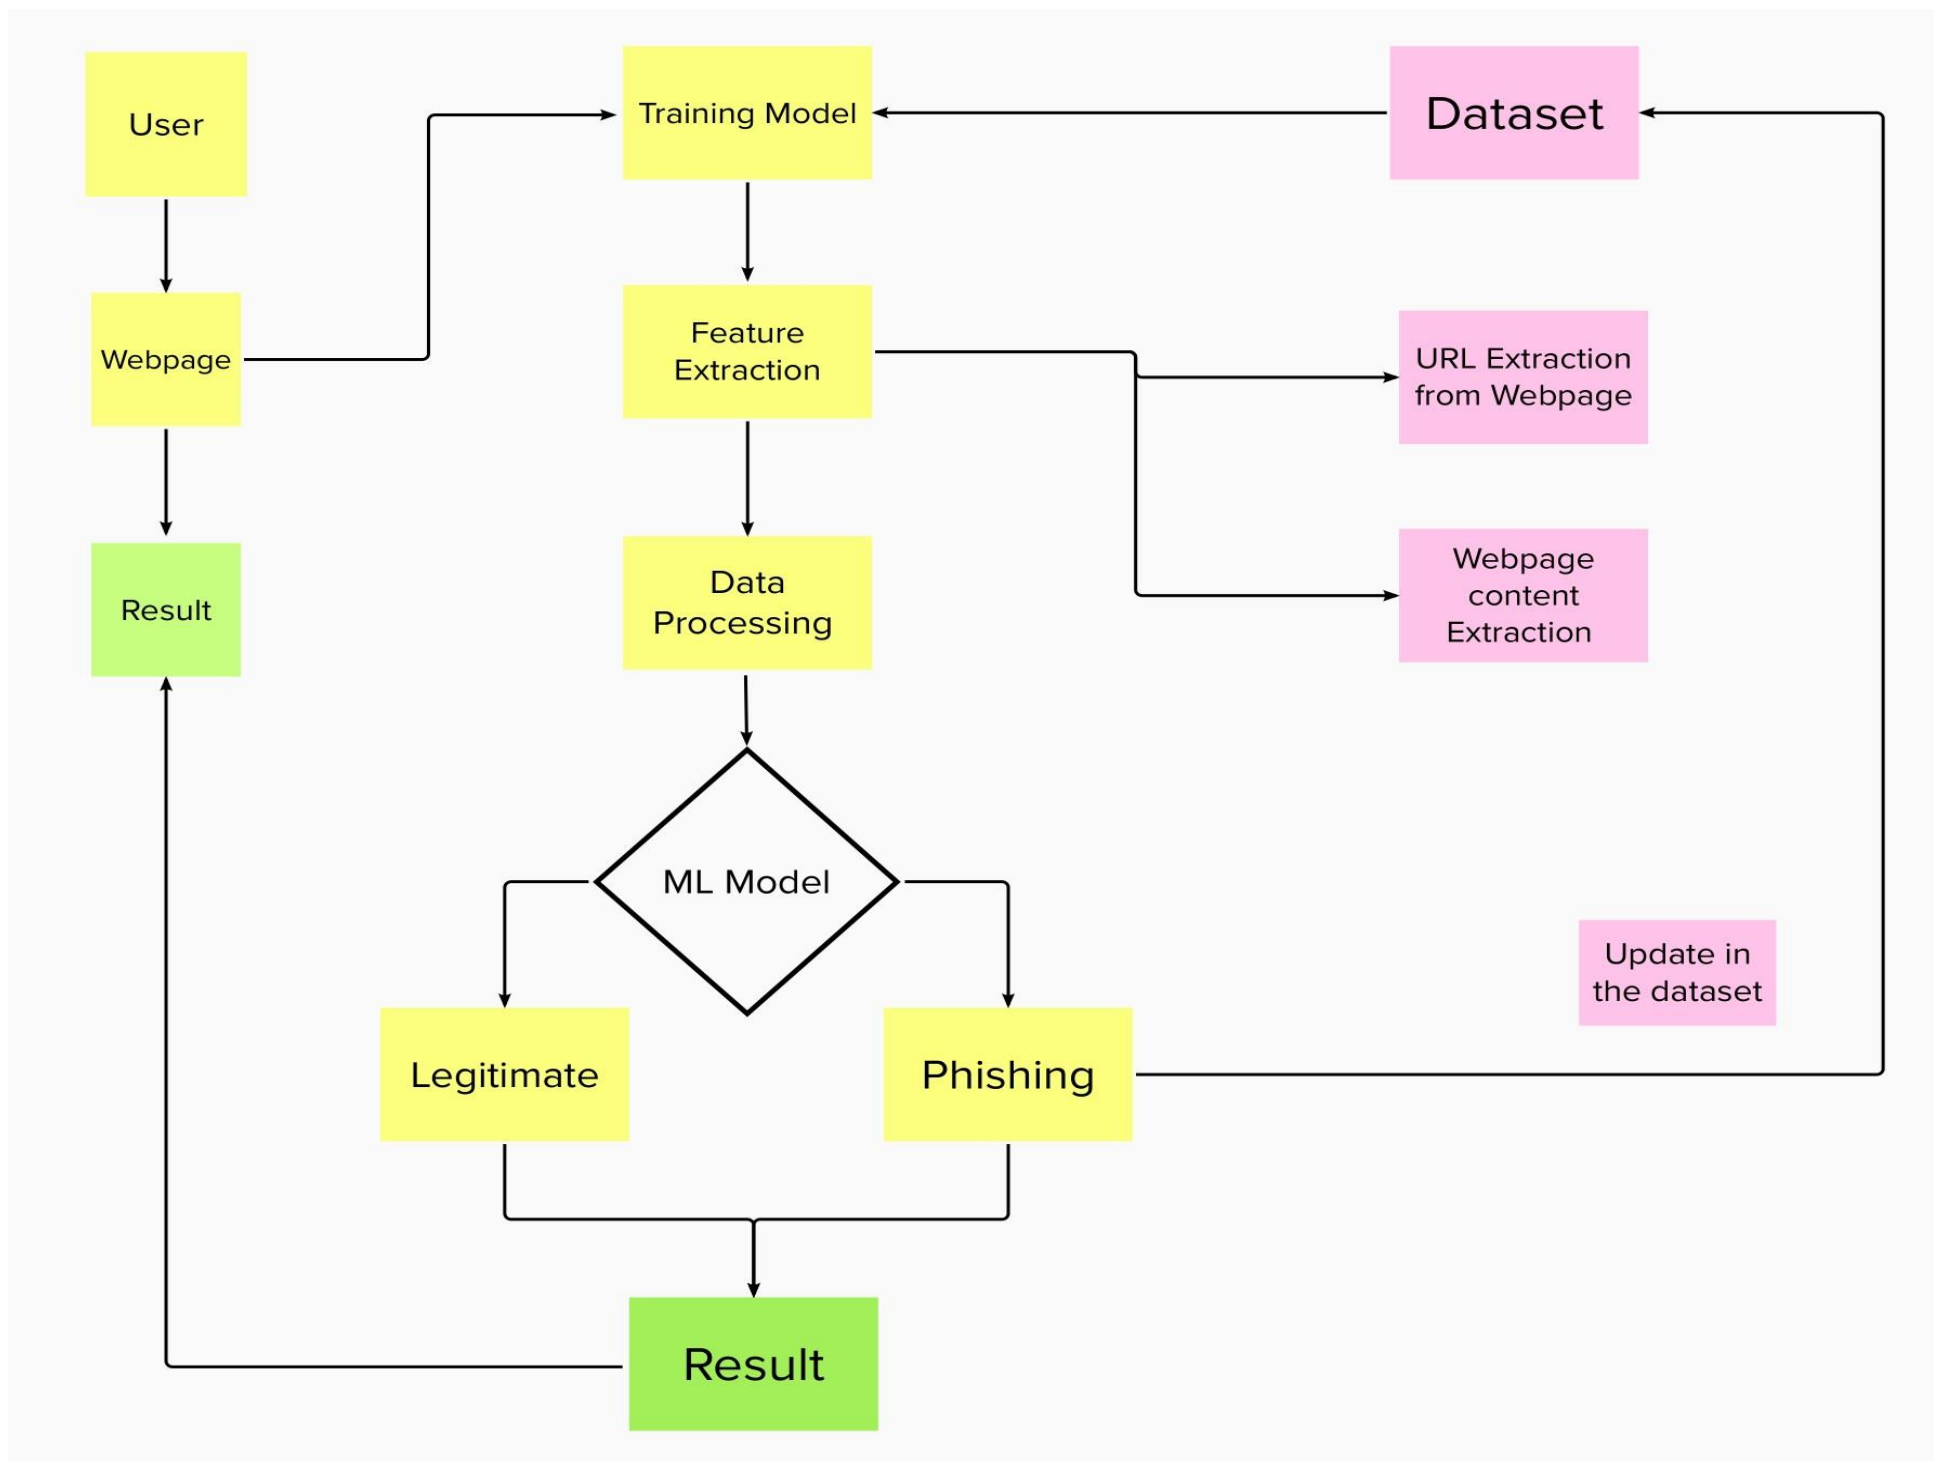 User
Training Model
Dataset
Webpage
Feature
Extraction
URL Extraction
from Webpage
Result
Data
Processing
Webpage
content
Extraction
ML Model
Update in
the dataset
Legitimate
Phishing
Result